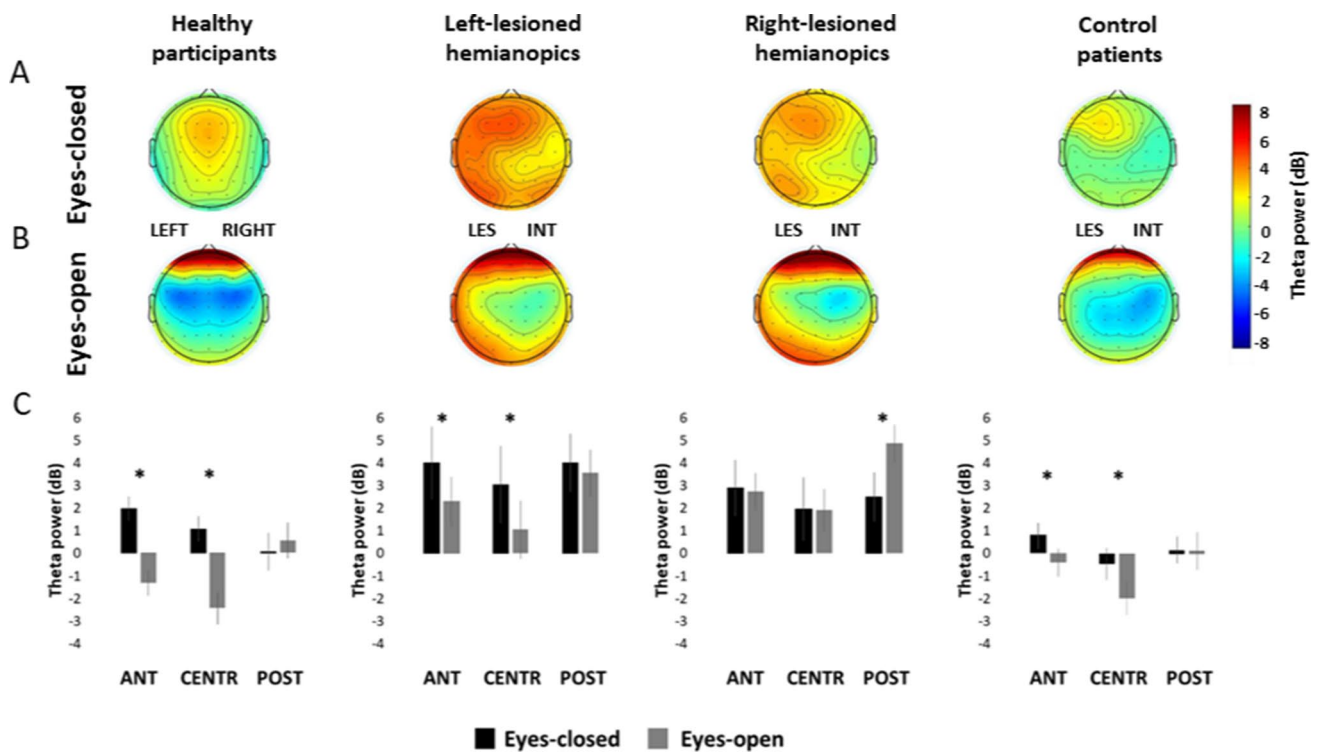 Healthy participants
Left-lesioned hemianopics
Right-lesioned hemianopics
Control patients
A
Eyes-closed
8
6
4
2
0
-2
-4
-6
-8
Theta power (dB)
LEFT RIGHT
LES INT
LES INT
LES INT
B
Eyes-open
C
Theta power (dB)
6
5
4
3
2
1
0
-1
-2
-3
-4
* *
ANT CENTR POST
Theta power (dB)
6
5
4
3
2
1
0
-1
-2
-3
-4
* *
ANT CENTR POST
Theta power (dB)
6
5
4
3
2
1
0
-1
-2
-3
-4
*
ANT CENTR POST
Theta power (dB)
6
5
4
3
2
1
0
-1
-2
-3
-4
* *
ANT CENTR POST
Eyes-closed Eyes-open